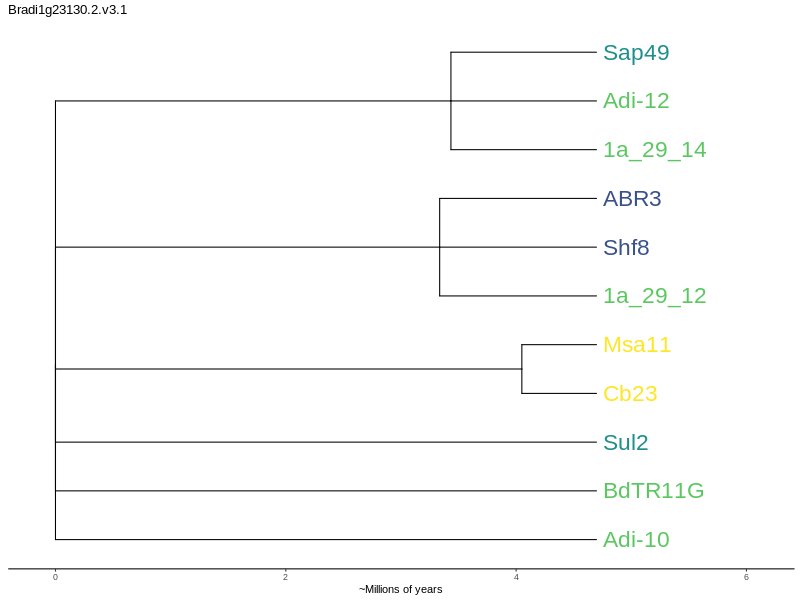 Bradi1g23130.2.v3.1
Sap49
Adi-12
1a_29_14
ABR3
Shf8
1a_29_12
Msa11
Cb23
Sul2
BdTR11G
Adi-10
0 2 4 6
~Millions of years